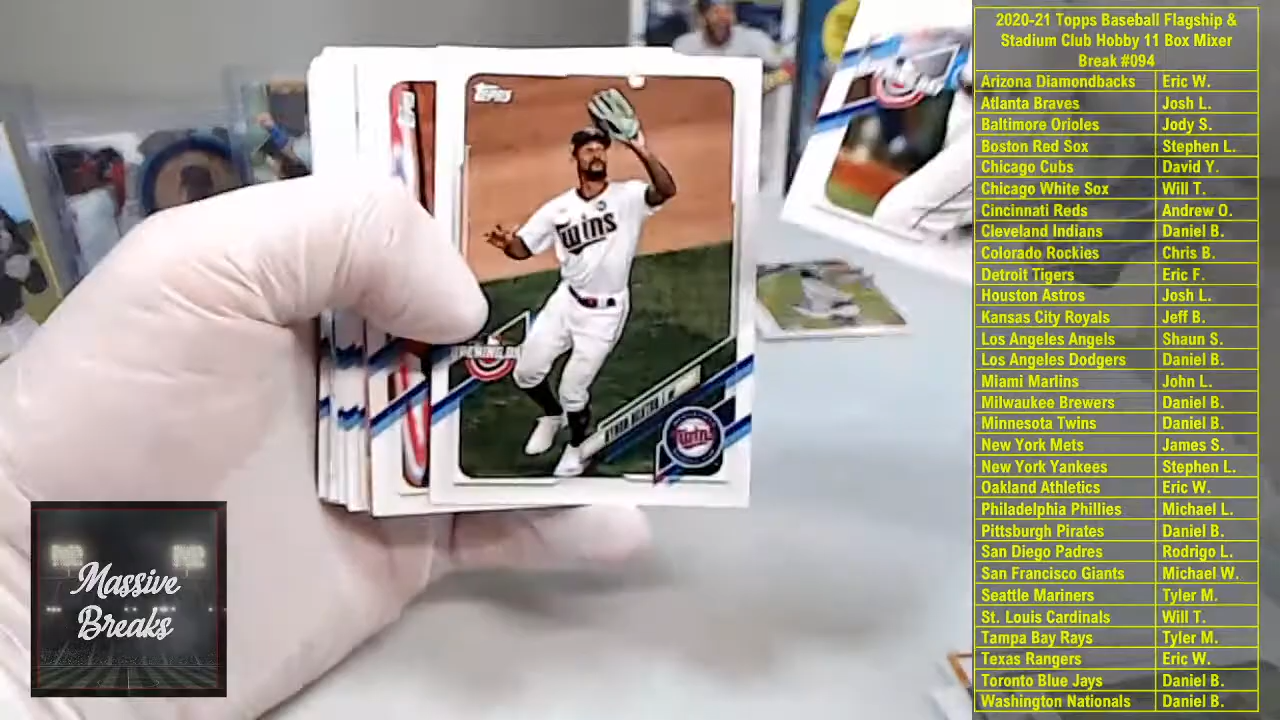 2020-21 Topps Baseball Flagship &
Stadium Club Hobby 11 Box Mixer
Break #094
Arizona Diamondbacks Eric W.
Atlanta Braves Josh L.
Baltimore Orioles Jody S.
Boston Red Sox Stephen L.
Chicago Cubs David Y.
Chicago White Sox Will T.
Cincinnati Reds Andrew O.
Cleveland Indians Daniel B.
Colorado Rockies Chris B.
Detroit Tigers Eric F.
Houston Astros Josh L.
Kansas City Royals Jeff B.
Los Angeles Angels Shaun S.
Los Angeles Dodgers Daniel B.
Miami Marlins John L.
Milwaukee Brewers Daniel B.
Minnesota Twins Daniel B.
New York Mets James S.
New York Yankees Stephen L.
Oakland Athletics Eric W.
Philadelphia Phillies Michael L.
Pittsburgh Pirates Daniel B.
San Diego Padres Rodrigo L.
San Francisco Giants Michael W.
Seattle Mariners Tyler M.
St. Louis Cardinals Will T.
Tampa Bay Rays Tyler M.
Texas Rangers Eric W.
Toronto Blue Jays Daniel B.
Washington Nationals Daniel B.
Topps
Twins
OPENING DAY
Twins
Massive
Breaks